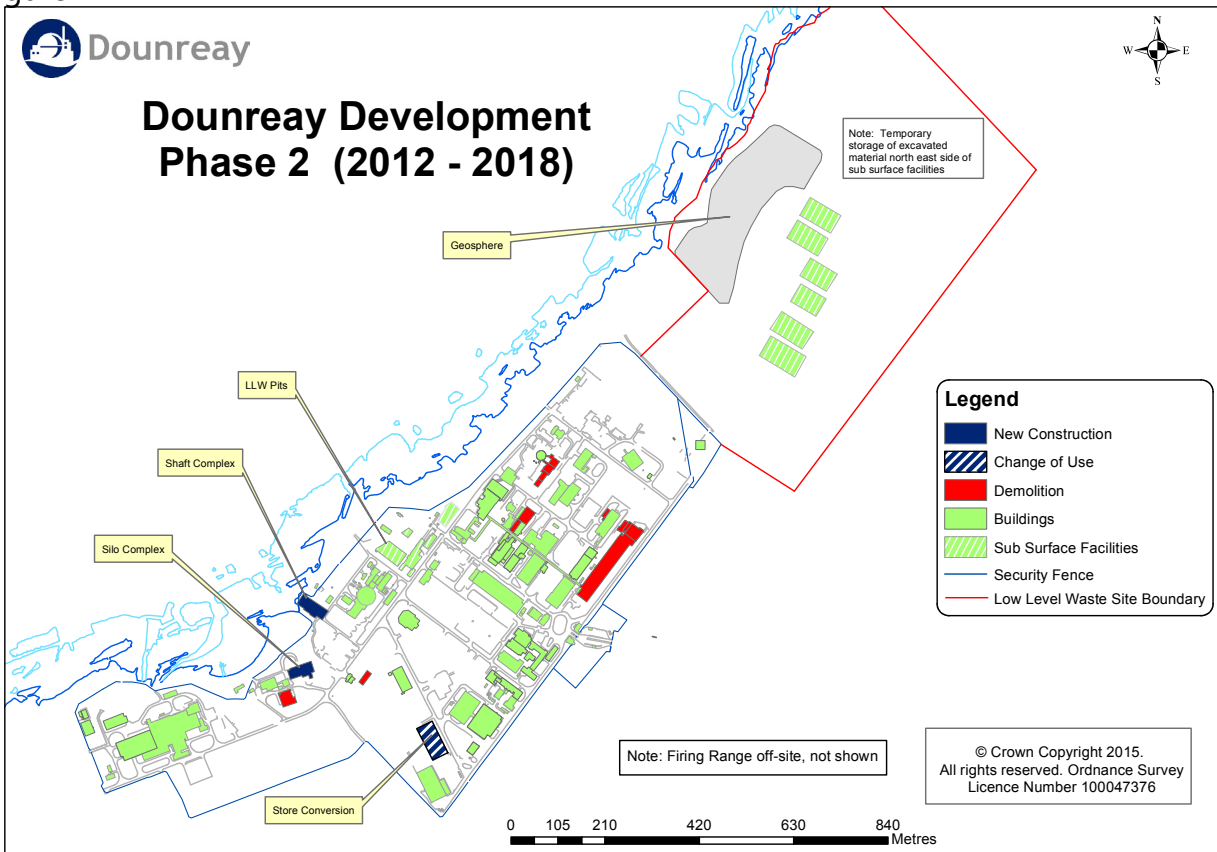 Dounreay
Dounreay Development
Phase 2 (2012 - 2018)
N
W
E
S
Note: Temporary
storage of excavated
material north east side of
sub surface facilities
Geosphere
LLW Pits
Shaft Complex
Silo Complex
Store Conversion
Legend
New Construction
Change of Use
Demolition
Buildings
Sub Surface Facilities
Security Fence
Low Level Waste Site Boundary
Note: Firing Range off-site, not shown
© Crown Copyright 2015.
All rights reserved. Ordnance Survey
Licence Number 100047376
0 105 210 420 630 840
Metres